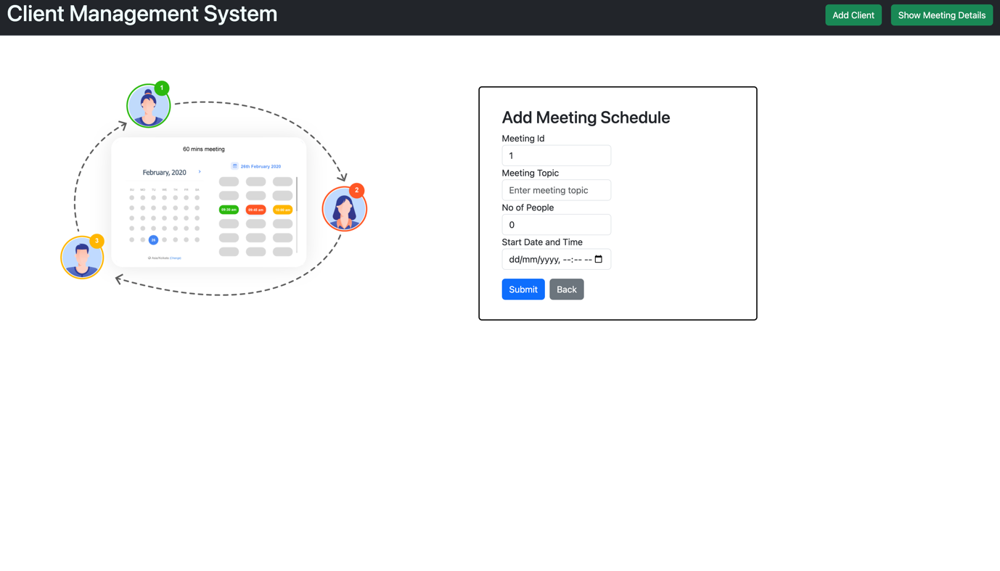 Client Management System
Add Client
Show Meeting Details
1
60 mins meeting
February, 2020 >
SU MO TU WE TH FR SA
26
26th February 2020
09:30 am 09:45 am 10:00 am
(Change)
2
3
Add Meeting Schedule
Meeting Id
1
Meeting Topic
Enter meeting topic
No of People
0
Start Date and Time
dd/mm/yyyy, --:-- --
Submit
Back